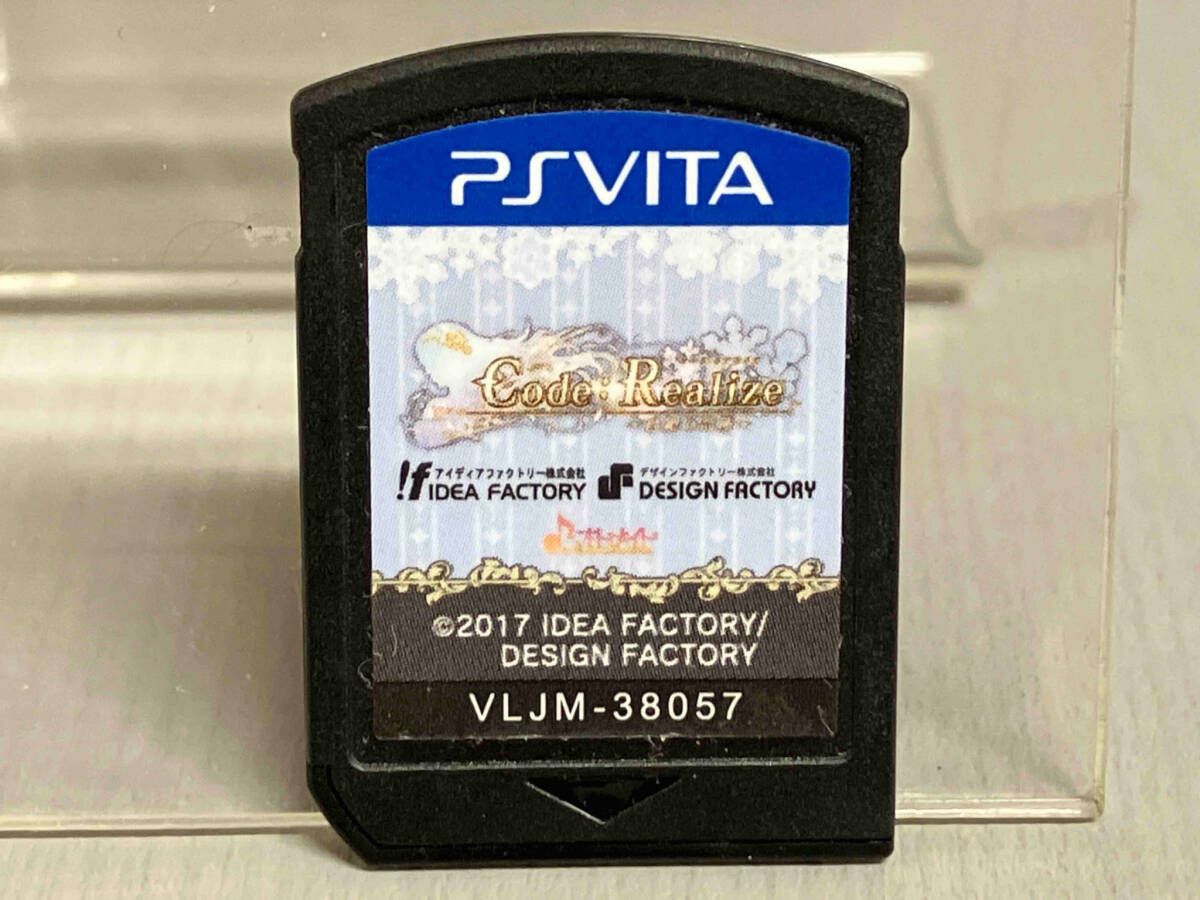 PSVITA
Code:Realize
アイディアファクトリー株式会社
IDEA FACTORY
デザインファクトリー株式会社
DESIGN FACTORY
©2017 IDEA FACTORY/
DESIGN FACTORY
VLJM-38057